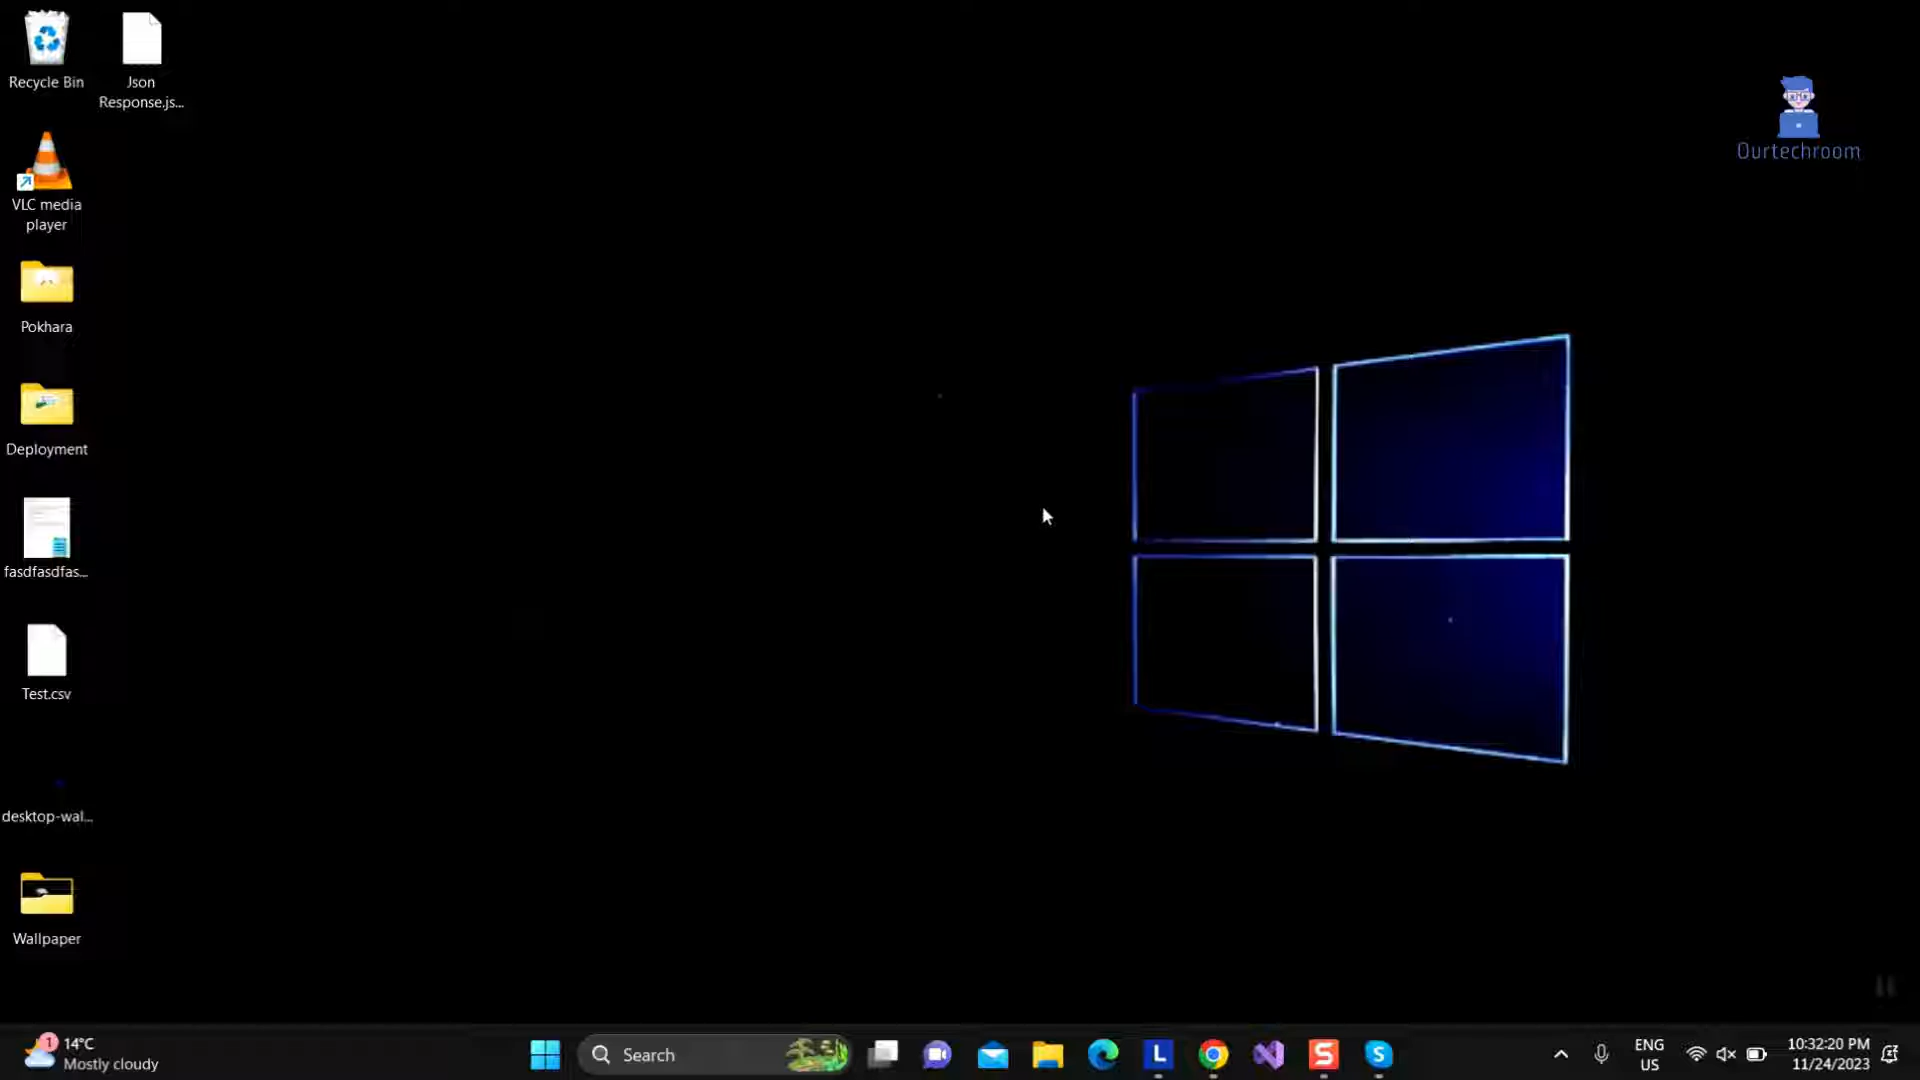 Recycle Bin
Json
Response.js...
VLC media
player
Pokhara
Deployment
fasdfasdfas...
Test.csv
desktop-wal...
Wallpaper
Ourtechroom
1
14°C
Mostly cloudy
Search
L
S
S
ENG
US
10:32:20 PM
11/24/2023